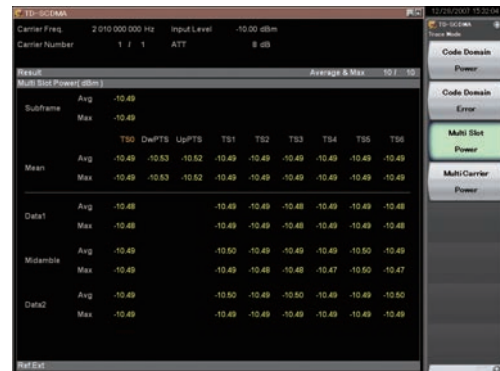 TD-SCDMA
12/28/2007 13:32:04
Carrier Freq. 2 010 000 000 Hz Input Level -10.00 dBm
Carrier Number 1 / 1 ATT 8 dB
Result Average & Max 10 / 10
Multi Slot Power( dBm )
Subframe Avg -10.49
Max -10.49
TS0 DwPTS UpPTS TS1 TS2 TS3 TS4 TS5 TS6
Mean Avg -10.49 -10.53 -10.52 -10.49 -10.49 -10.49 -10.49 -10.49 -10.49
Max -10.49 -10.53 -10.52 -10.49 -10.49 -10.49 -10.49 -10.49 -10.49
Data1 Avg -10.48 -10.49 -10.49 -10.48 -10.49 -10.49 -10.48
Max -10.48 -10.49 -10.48 -10.48 -10.49 -10.49 -10.48
Midamble Avg -10.49 -10.50 -10.49 -10.49 -10.49 -10.50 -10.49
Max -10.49 -10.49 -10.48 -10.48 -10.47 -10.50 -10.47
Data2 Avg -10.49 -10.50 -10.49 -10.50 -10.49 -10.49 -10.50
Max -10.49 -10.49 -10.49 -10.49 -10.49 -10.49 -10.49
Ref.Ext
TD-SCDMA
Trace Mode
Code Domain
Power
Code Domain
Error
Multi Slot
Power
Multi Carrier
Power